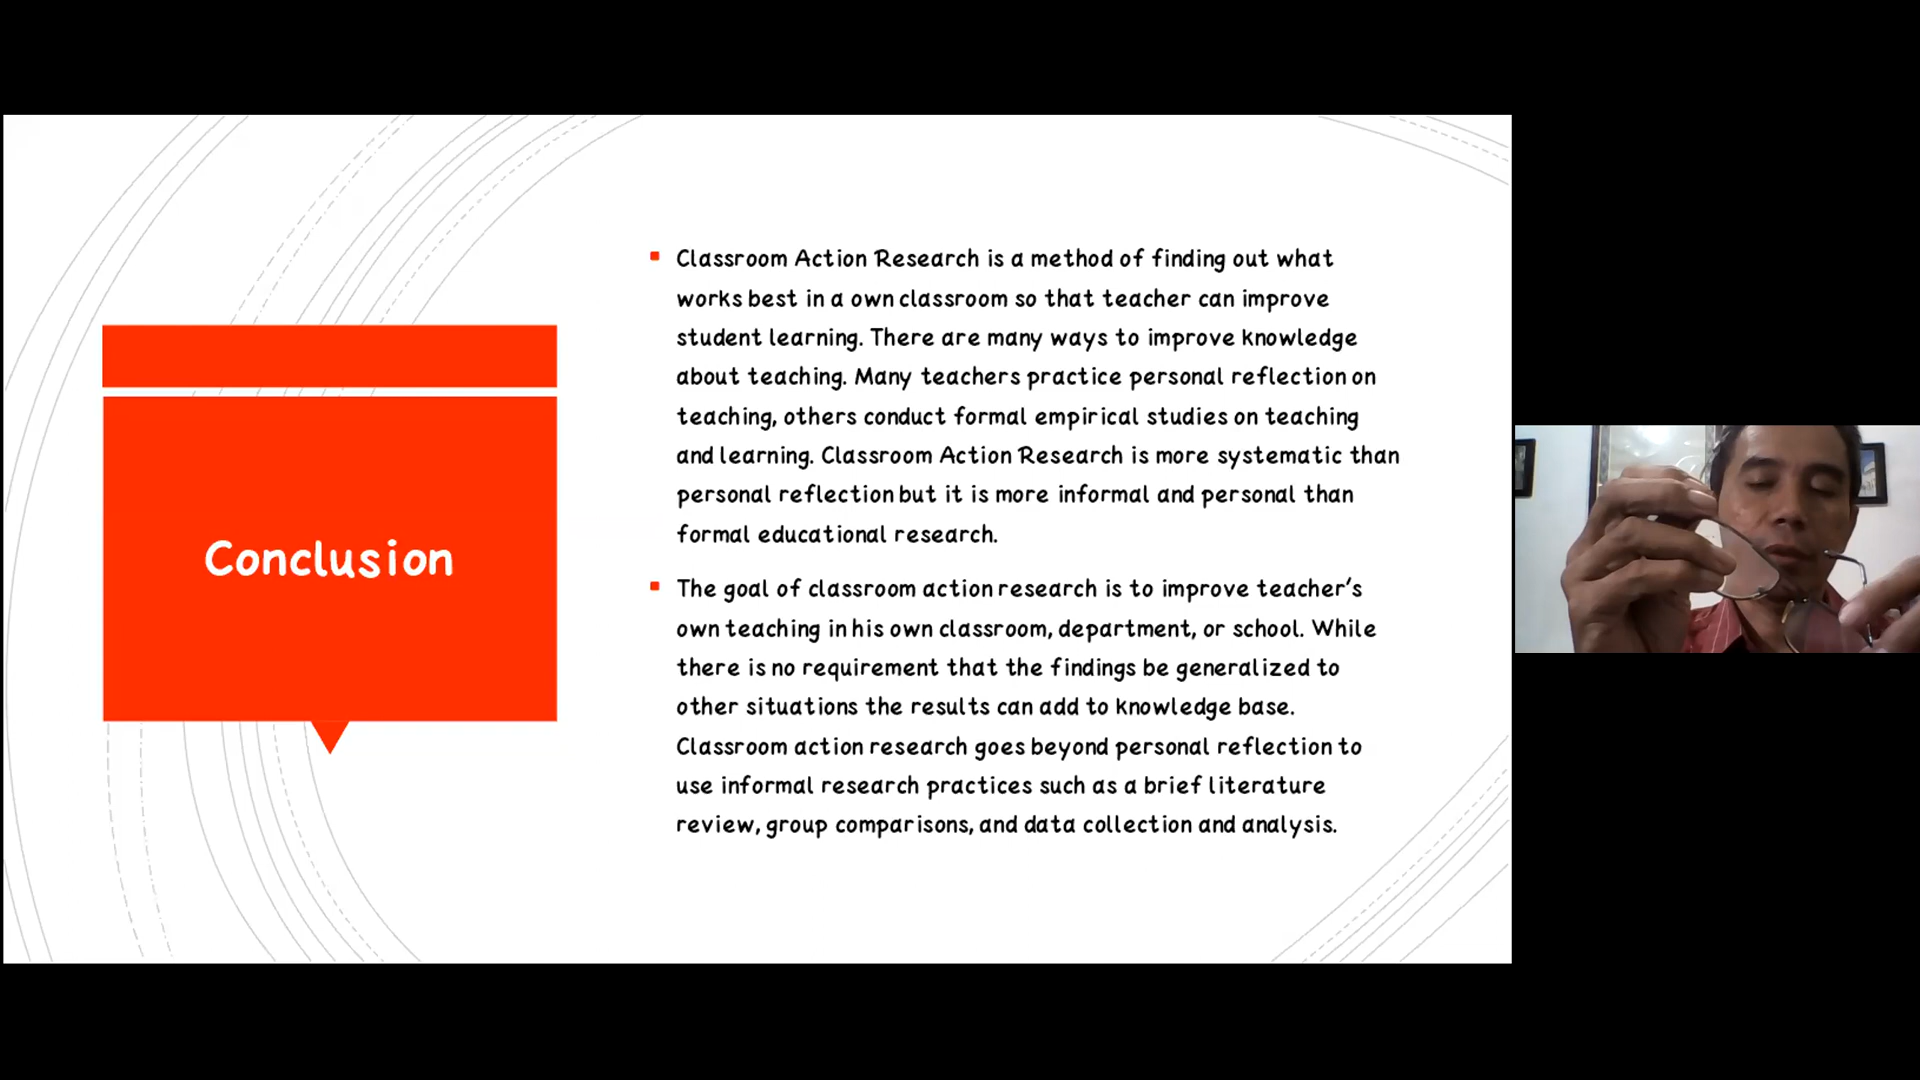 Conclusion
Classroom Action Research is a method of finding out what
works best in a own classroom so that teacher can improve
student learning. There are many ways to improve knowledge
about teaching. Many teachers practice personal reflection on
teaching, others conduct formal empirical studies on teaching
and learning. Classroom Action Research is more systematic than
personal reflection but it is more informal and personal than
formal educational research.
The goal of classroom action research is to improve teacher’s
own teaching in his own classroom, department, or school. While
there is no requirement that the findings be generalized to
other situations the results can add to knowledge base.
Classroom action research goes beyond personal reflection to
use informal research practices such as a brief literature
review, group comparisons, and data collection and analysis.